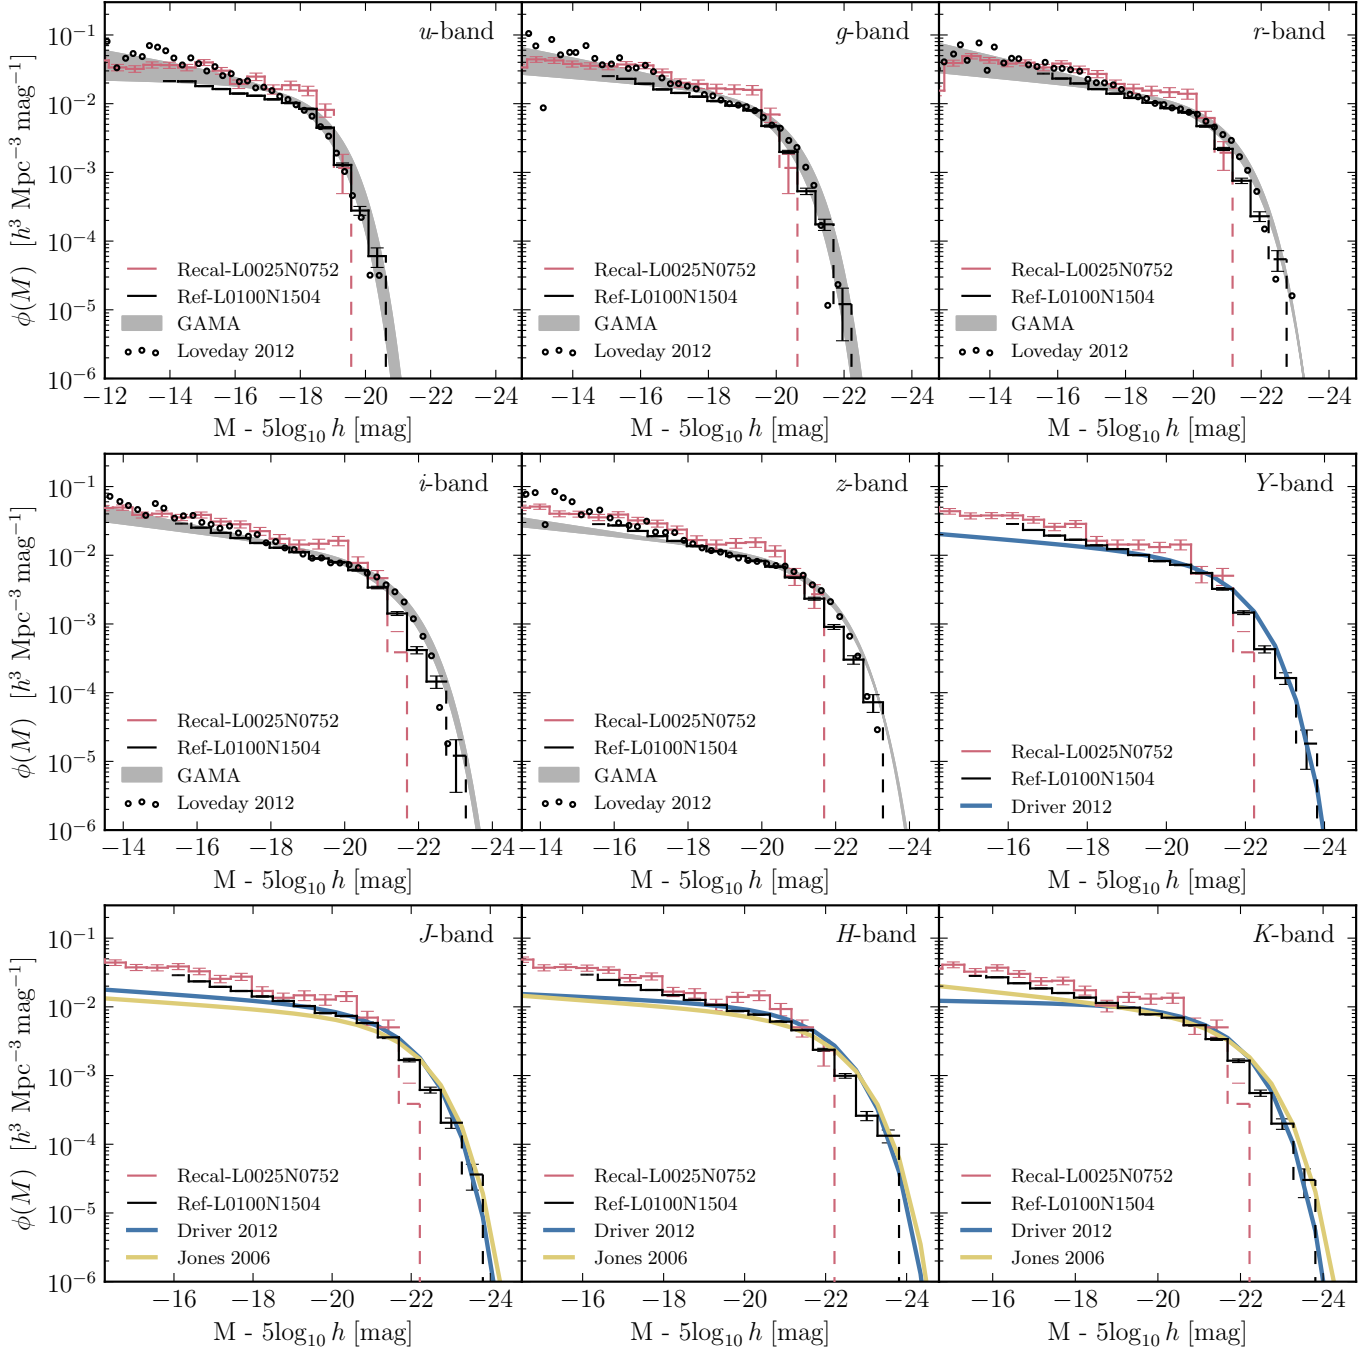 u-band
g-band
r-band
10⁻¹
10⁻²
10⁻³
10⁻⁴
10⁻⁵
10⁻⁶
ϕ(M) [h³ Mpc⁻³ mag⁻¹]
Recal-L0025N0752
Ref-L0100N1504
GAMA
Loveday 2012
Recal-L0025N0752
Ref-L0100N1504
GAMA
Loveday 2012
Recal-L0025N0752
Ref-L0100N1504
GAMA
Loveday 2012
−12 −14 −16 −18 −20 −22 −24
−14 −16 −18 −20 −22 −24
−14 −16 −18 −20 −22 −24
M - 5log₁₀ h [mag]
M - 5log₁₀ h [mag]
M - 5log₁₀ h [mag]
i-band
z-band
Y-band
10⁻¹
10⁻²
10⁻³
10⁻⁴
10⁻⁵
10⁻⁶
ϕ(M) [h³ Mpc⁻³ mag⁻¹]
Recal-L0025N0752
Ref-L0100N1504
GAMA
Loveday 2012
Recal-L0025N0752
Ref-L0100N1504
GAMA
Loveday 2012
Recal-L0025N0752
Ref-L0100N1504
Driver 2012
−14 −16 −18 −20 −22 −24
−14 −16 −18 −20 −22 −24
−16 −18 −20 −22 −24
M - 5log₁₀ h [mag]
M - 5log₁₀ h [mag]
M - 5log₁₀ h [mag]
J-band
H-band
K-band
10⁻¹
10⁻²
10⁻³
10⁻⁴
10⁻⁵
10⁻⁶
ϕ(M) [h³ Mpc⁻³ mag⁻¹]
Recal-L0025N0752
Ref-L0100N1504
Driver 2012
Jones 2006
Recal-L0025N0752
Ref-L0100N1504
Driver 2012
Jones 2006
Recal-L0025N0752
Ref-L0100N1504
Driver 2012
Jones 2006
−16 −18 −20 −22 −24
−16 −18 −20 −22 −24
−16 −18 −20 −22 −24
M - 5log₁₀ h [mag]
M - 5log₁₀ h [mag]
M - 5log₁₀ h [mag]